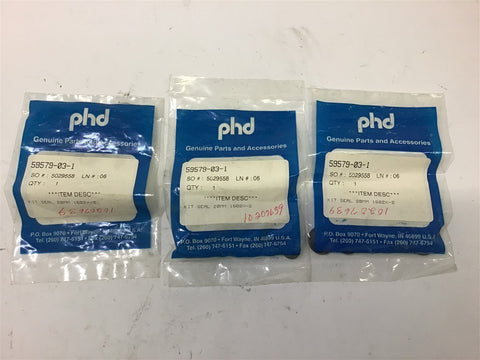 phd
Genuine Parts and Accessories
59579-03-1
SO#: 5029558 LN#: 06
QTY: 1
***ITEM DESC***
KIT SEAL 20MM
P.O. Box 9070 • Fort Wayne, IN 46899 U.S.A.
Tel. (260) 747-6151 • Fax (260) 747-6754
phd
Genuine Parts and Accessories
59579-03-1
SO#: 5029558 LN#: 06
QTY: 1
***ITEM DESC***
KIT SEAL 20MM
P.O. Box 9070 • Fort Wayne, IN 46899 U.S.A.
Tel. (260) 747-6151 • Fax (260) 747-6754
phd
Genuine Parts and Accessories
59579-03-1
SO#: 5029558 LN#: 06
QTY: 1
***ITEM DESC***
KIT SEAL 20MM
P.O. Box 9070 • Fort Wayne, IN 46899 U.S.A.
Tel. (260) 747-6151 • Fax (260) 747-6754